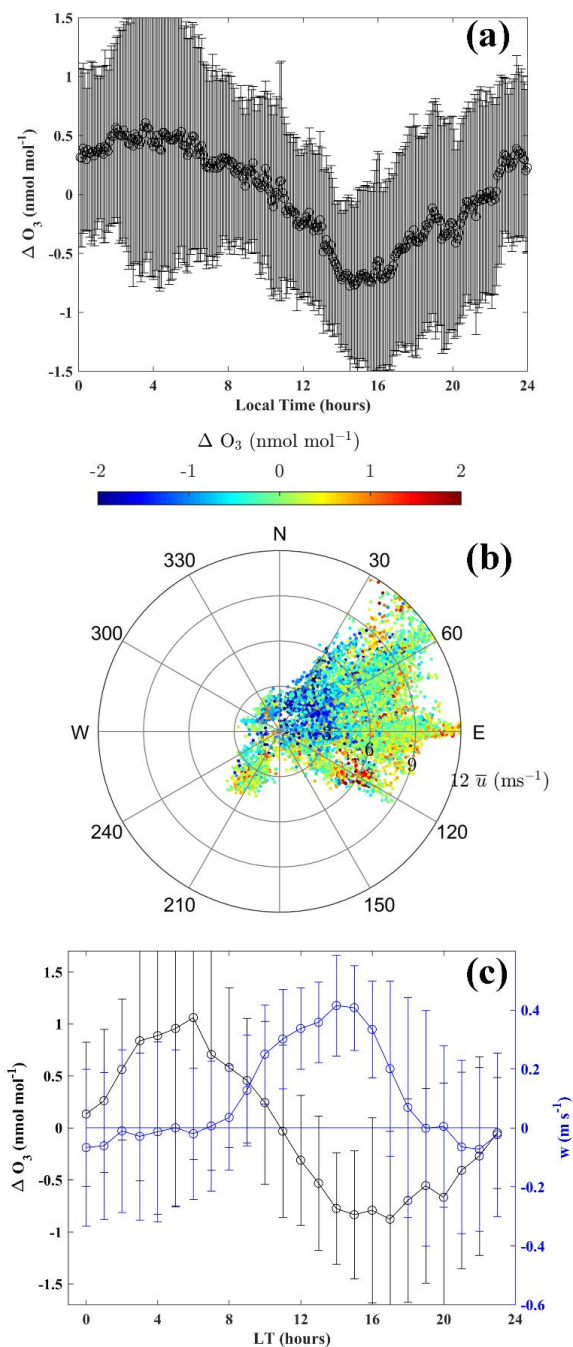 (a)
1.5
1
0.5
0
-0.5
-1
-1.5
Δ O3 (nmol mol−1)
0 4 8 12 16 20 24
Local Time (hours)
Δ O3 (nmol mol−1)
-2 -1 0 1 2
(b)
N
330 30
300 60
W E
3 6 9
12 u̅ (ms−1)
240 120
210 150
(c)
1.5
1
0.5
0
-0.5
-1
-1.5
Δ O3 (nmol mol-1)
0.4
0.2
0
-0.2
-0.4
-0.6
w (m s-1)
0 4 8 12 16 20 24
LT (hours)